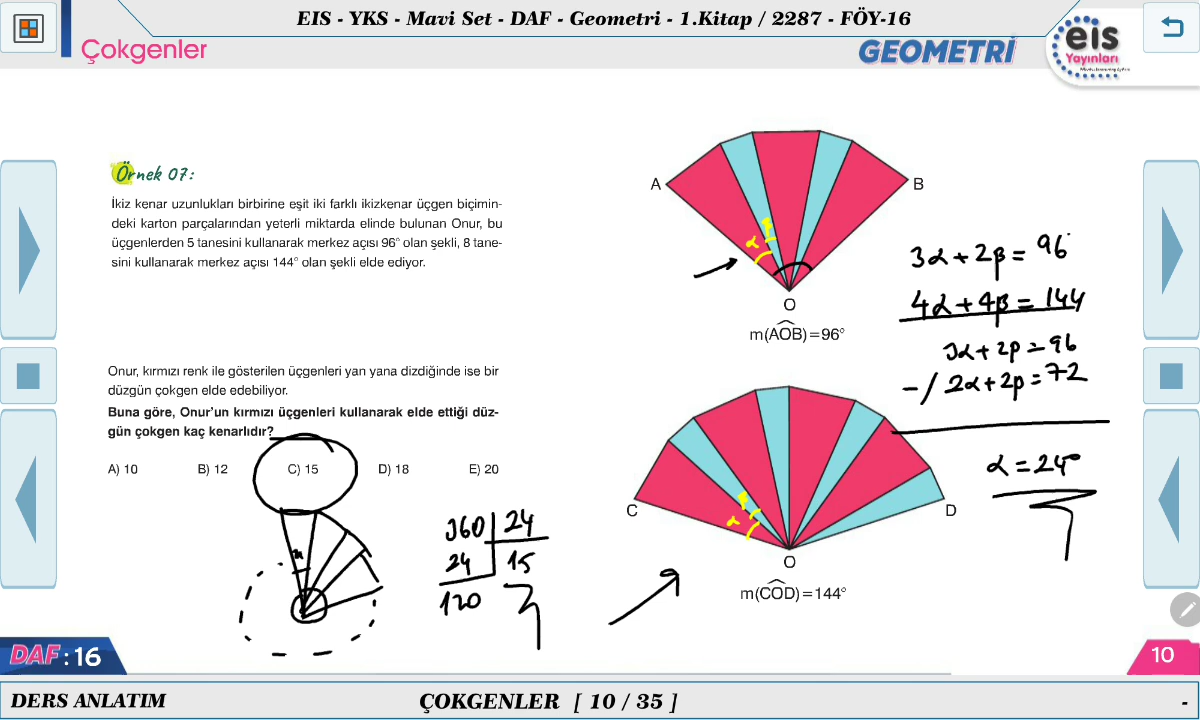 EIS - YKS - Mavi Set - DAF - Geometri - 1.Kitap / 2287 - FÖY-16
Çokgenler
GEOMETRİ
eis
Yayınları
Örnek 07:
İkiz kenar uzunlukları birbirine eşit iki farklı ikizkenar üçgen biçimin-
deki karton parçalarından yeterli miktarda elinde bulunan Onur, bu
üçgenlerden 5 tanesini kullanarak merkez açısı 96° olan şekli, 8 tane-
sini kullanarak merkez açısı 144° olan şekli elde ediyor.
Onur, kırmızı renk ile gösterilen üçgenleri yan yana dizdiğinde ise bir
düzgün çokgen elde edebiliyor.
Buna göre, Onur'un kırmızı üçgenleri kullanarak elde ettiği düz-
gün çokgen kaç kenarlıdır?
A) 10 B) 12 C) 15 D) 18 E) 20
360 24
24 15
120
A
B
α β
O
m(AOB)=96°
C
D
α β
O
m(COD)=144°
3α+2β=96°
4α+4β=144
3α+2β=96
-/ 2α+2β=72
α=24°
DAF:16
10
DERS ANLATIM ÇOKGENLER [ 10 / 35 ] -